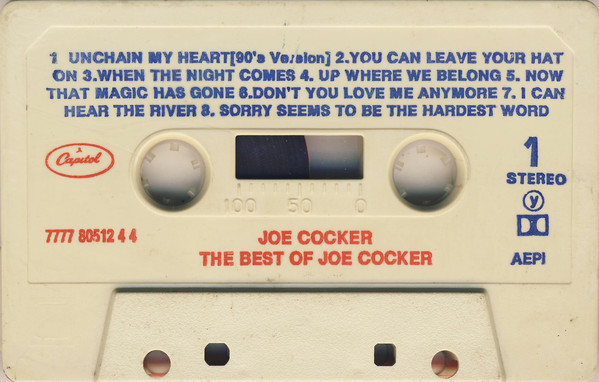 1 UNCHAIN MY HEART[90's Version] 2.YOU CAN LEAVE YOUR HAT
ON 3.WHEN THE NIGHT COMES 4. UP WHERE WE BELONG 5. NOW
THAT MAGIC HAS GONE 6.DON'T YOU LOVE ME ANYMORE 7. I CAN
HEAR THE RIVER 8. SORRY SEEMS TO BE THE HARDEST WORD
Capitol
1
STEREO
y
100 50 0
7777 80512 4 4
JOE COCKER
THE BEST OF JOE COCKER
AEPI